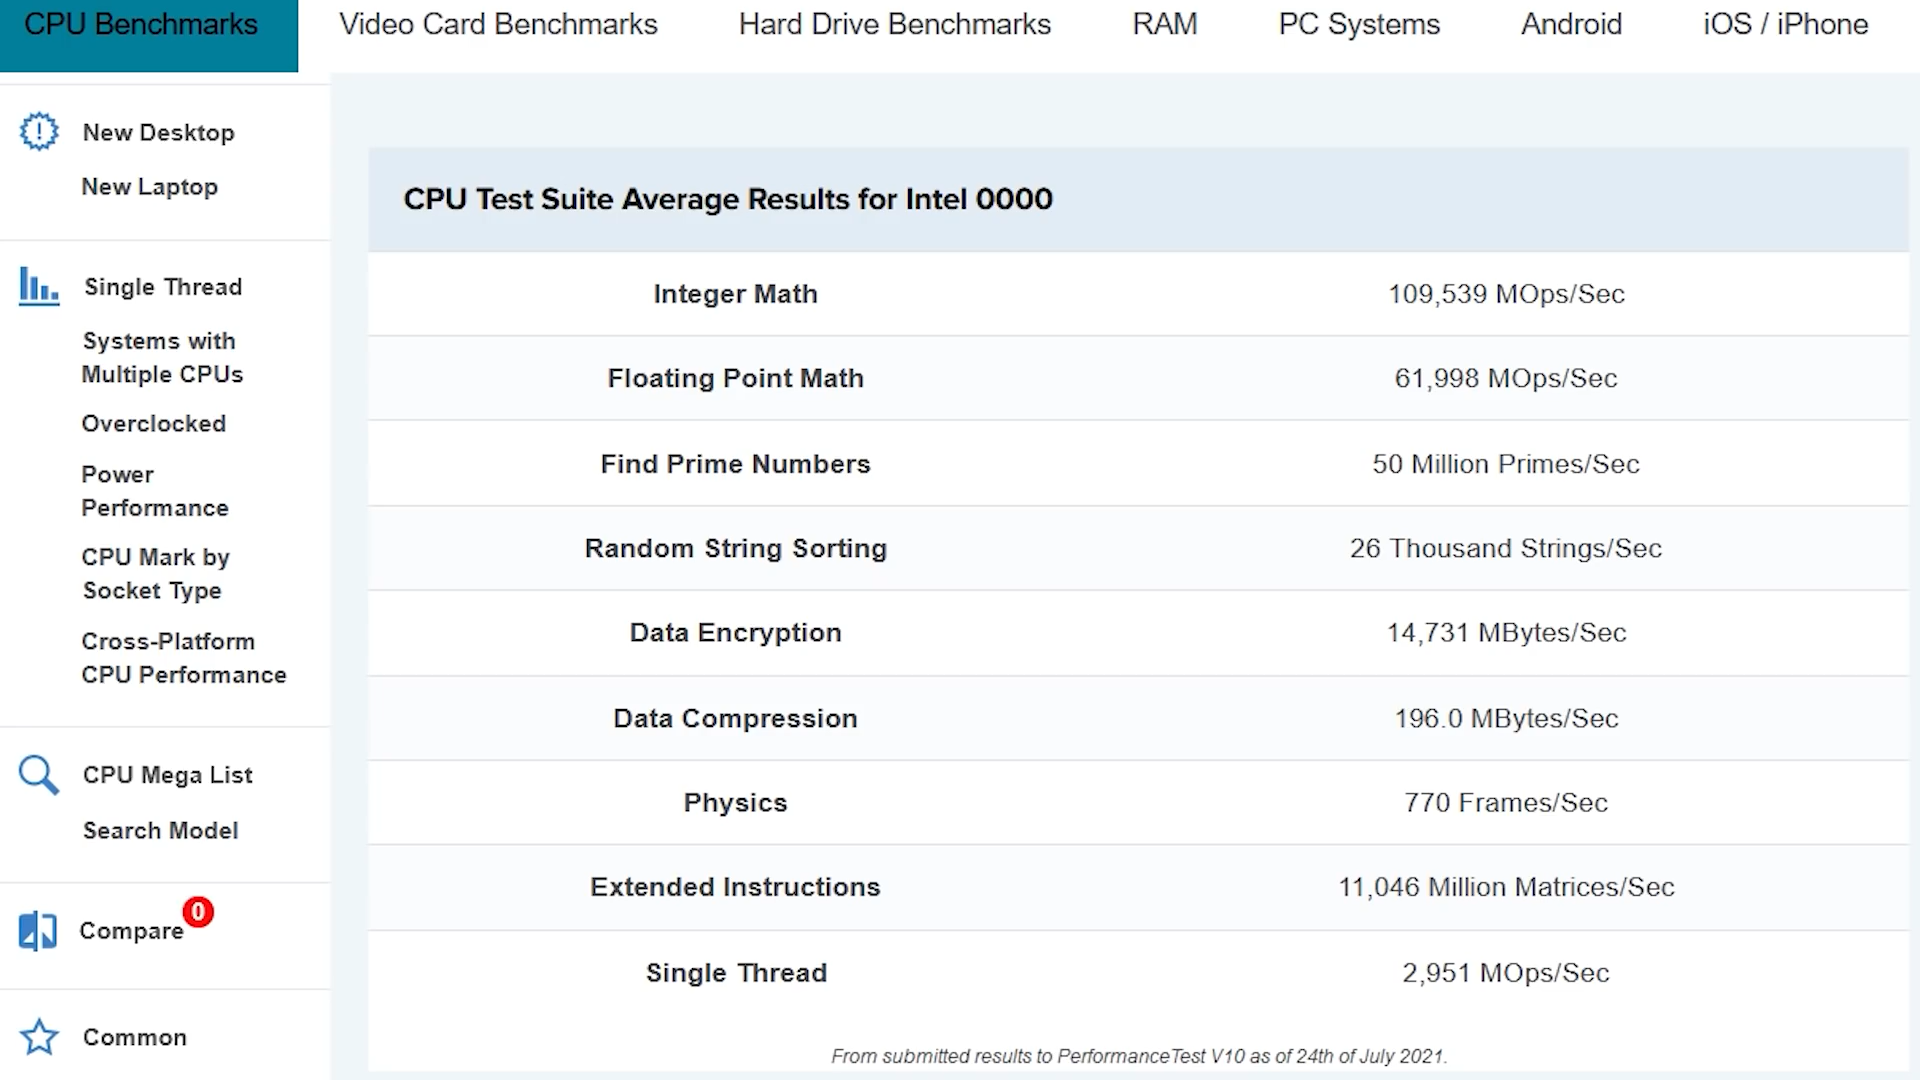 CPU Benchmarks
Video Card Benchmarks
Hard Drive Benchmarks
RAM
PC Systems
Android
iOS / iPhone
New Desktop
New Laptop
Single Thread
Systems with
Multiple CPUs
Overclocked
Power
Performance
CPU Mark by
Socket Type
Cross-Platform
CPU Performance
CPU Mega List
Search Model
Compare 0
Common
CPU Test Suite Average Results for Intel 0000
Integer Math 109,539 MOps/Sec
Floating Point Math 61,998 MOps/Sec
Find Prime Numbers 50 Million Primes/Sec
Random String Sorting 26 Thousand Strings/Sec
Data Encryption 14,731 MBytes/Sec
Data Compression 196.0 MBytes/Sec
Physics 770 Frames/Sec
Extended Instructions 11,046 Million Matrices/Sec
Single Thread 2,951 MOps/Sec
From submitted results to PerformanceTest V10 as of 24th of July 2021.